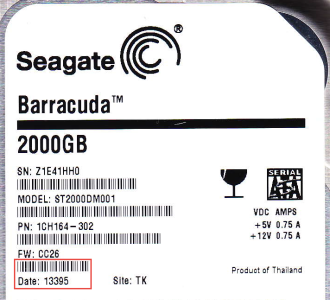 Seagate
Barracuda™
2000GB
SN: Z1E41HH0
MODEL: ST2000DM001
PN: 1CH164-302
FW: CC26
Date: 13395
Site: TK
SERIAL
ATA
VDC AMPS
+5V 0.75 A
+12V 0.75 A
Product of Thailand